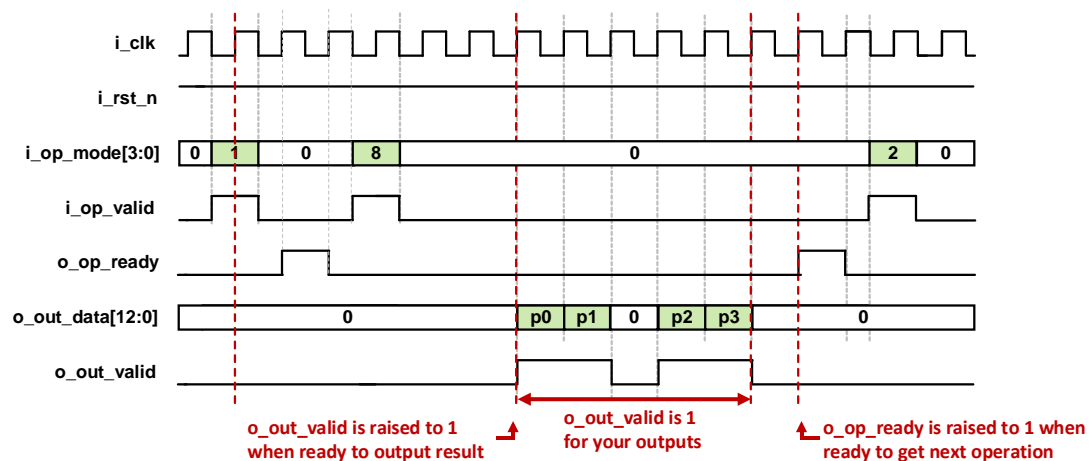 i_clk
i_rst_n
i_op_mode[3:0] 0 1 0 8 0 2 0
i_op_valid
o_op_ready
o_out_data[12:0] 0 p0 p1 0 p2 p3 0
o_out_valid
o_out_valid is raised to 1
when ready to output result
o_out_valid is 1
for your outputs
o_op_ready is raised to 1 when
ready to get next operation